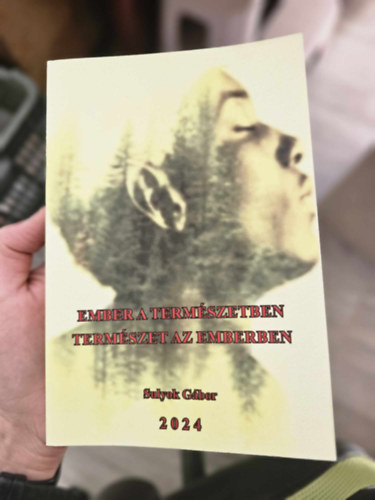 EMBER A TERMÉSZETBEN
TERMÉSZET AZ EMBERBEN
Sulyok Gábor
2024